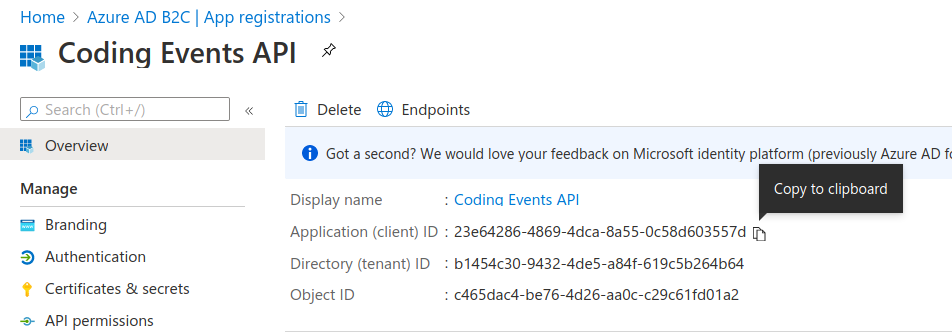 Home > Azure AD B2C | App registrations >
Coding Events API
Search (Ctrl+/)
«
Delete
Endpoints
Overview
Got a second? We would love your feedback on Microsoft identity platform (previously Azure AD fo
Copy to clipboard
Manage
Display name : Coding Events API
Branding
Application (client) ID : 23e64286-4869-4dca-8a55-0c58d603557d
Authentication
Directory (tenant) ID : b1454c30-9432-4de5-a84f-619c5b264b64
Certificates & secrets
Object ID : c465dac4-be76-4d26-aa0c-c29c61fd01a2
API permissions